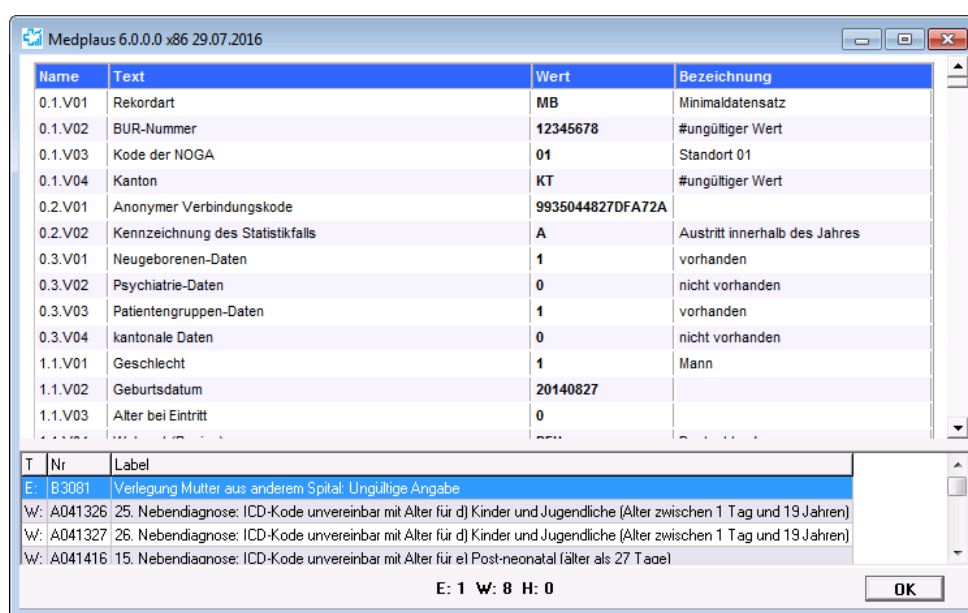 Medplaus 6.0.0.0 x86 29.07.2016
Name Text Wert Bezeichnung
0.1.V01 Rekordart MB Minimaldatensatz
0.1.V02 BUR-Nummer 12345678 #ungültiger Wert
0.1.V03 Kode der NOGA 01 Standort 01
0.1.V04 Kanton KT #ungültiger Wert
0.2.V01 Anonymer Verbindungskode 9935044827DFA72A
0.2.V02 Kennzeichnung des Statistikfalls A Austritt innerhalb des Jahres
0.3.V01 Neugeborenen-Daten 1 vorhanden
0.3.V02 Psychiatrie-Daten 0 nicht vorhanden
0.3.V03 Patientengruppen-Daten 1 vorhanden
0.3.V04 kantonale Daten 0 nicht vorhanden
1.1.V01 Geschlecht 1 Mann
1.1.V02 Geburtsdatum 20140827
1.1.V03 Alter bei Eintritt 0
T Nr Label
E: B3081 Verlegung Mutter aus anderem Spital: Ungültige Angabe
W: A041326 25. Nebendiagnose: ICD-Kode unvereinbar mit Alter für d) Kinder und Jugendliche (Alter zwischen 1 Tag und 19 Jahren)
W: A041327 26. Nebendiagnose: ICD-Kode unvereinbar mit Alter für d) Kinder und Jugendliche (Alter zwischen 1 Tag und 19 Jahren)
W: A041416 15. Nebendiagnose: ICD-Kode unvereinbar mit Alter für e) Post-neonatal (älter als 27 Tage)
E: 1 W: 8 H: 0 OK